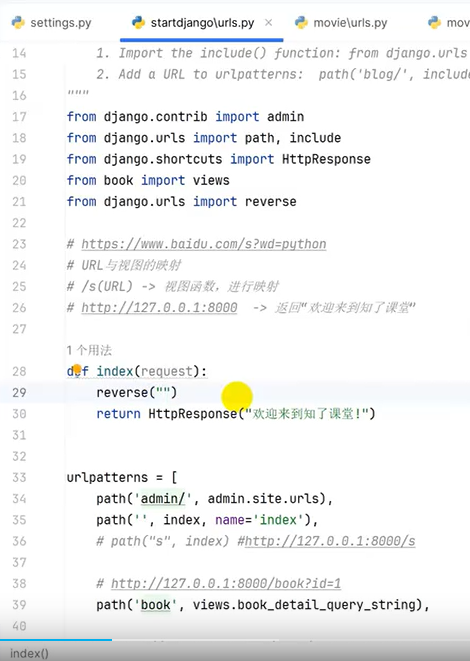 settings.py startdjango\urls.py × movie\urls.py mov
14 1. Import the include() function: from django.urls
15 2. Add a URL to urlpatterns: path('blog/', include
16 """
17 from django.contrib import admin
18 from django.urls import path, include
19 from django.shortcuts import HttpResponse
20 from book import views
21 from django.urls import reverse
22
23 # https://www.baidu.com/s?wd=python
24 # URL与视图的映射
25 # /s(URL) -> 视图函数，进行映射
26 # http://127.0.0.1:8000 -> 返回"欢迎来到知了课堂"
27
1 个用法
28 def index(request):
29 reverse("")
30 return HttpResponse("欢迎来到知了课堂!")
31
32
33 urlpatterns = [
34 path('admin/', admin.site.urls),
35 path('', index, name='index'),
36 # path("s", index) #http://127.0.0.1:8000/s
37
38 # http://127.0.0.1:8000/book?id=1
39 path('book', views.book_detail_query_string),
40
index()